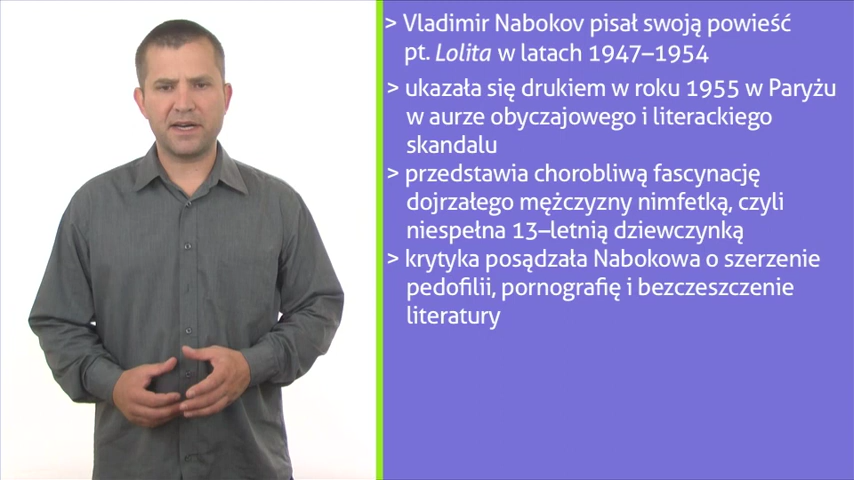 > Vladimir Nabokov pisał swoją powieść
pt. Lolita w latach 1947–1954
> ukazała się drukiem w roku 1955 w Paryżu
w aurze obyczajowego i literackiego
skandalu
> przedstawia chorobliwą fascynację
dojrzałego mężczyzny nimfetką, czyli
niespełna 13–letnią dziewczynką
> krytyka posądzała Nabokowa o szerzenie
pedofilii, pornografię i bezczeszczenie
literatury